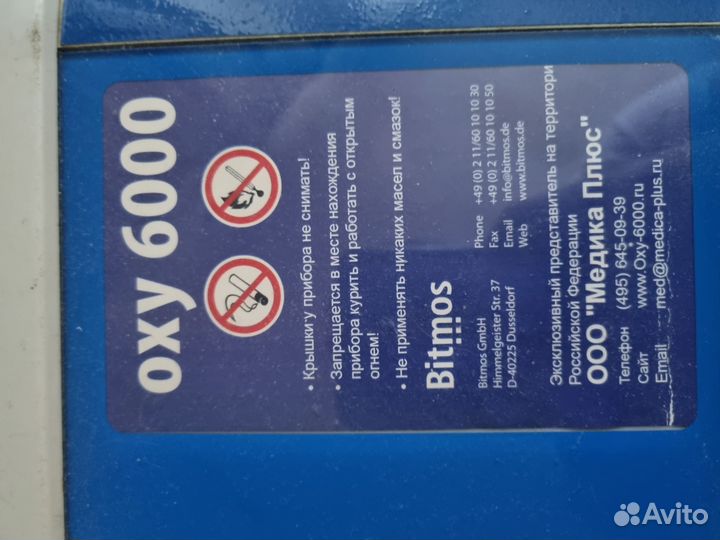 OXY 6000
• Крышки у прибора не снимать!
• Запрещается в месте нахождения
прибора курить и работать с открытым
огнем!
• Не применять никаких масел и смазок!
Bitmos
Bitmos GmbH
Himmelgeister Str. 37
D-40225 Dusseldorf
Phone +49 (0) 2 11/60 10 10 30
Fax +49 (0) 2 11/60 10 10 50
Email info@bitmos.de
Web www.bitmos.de
Эксклюзивный представитель на территори
Российской Федерации
ООО "Медика Плюс"
Телефон (495) 645-09-39
Сайт www.Oxy-6000.ru
Email: med@medica-plus.ru
Avito